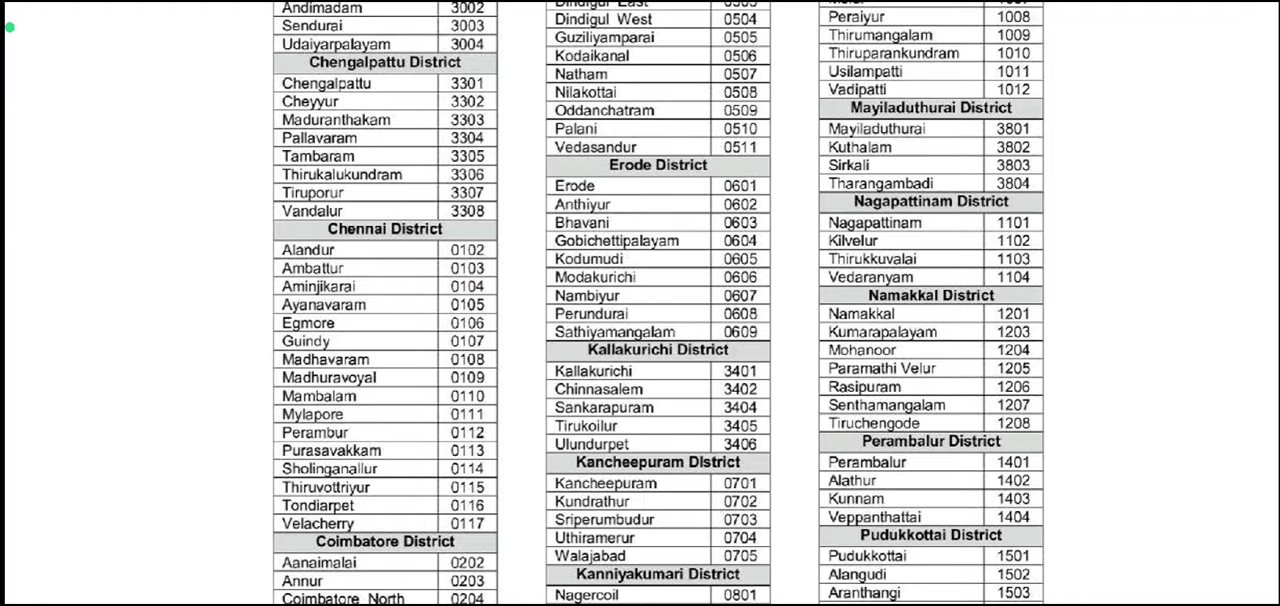 Andimadam 3002
Sendurai 3003
Udaiyarpalayam 3004
Chengalpattu District
Chengalpattu 3301
Cheyyur 3302
Maduranthakam 3303
Pallavaram 3304
Tambaram 3305
Thirukalukundram 3306
Tiruporur 3307
Vandalur 3308
Chennai District
Alandur 0102
Ambattur 0103
Aminjikarai 0104
Ayanavaram 0105
Egmore 0106
Guindy 0107
Madhavaram 0108
Madhuravoyal 0109
Mambalam 0110
Mylapore 0111
Perambur 0112
Purasavakkam 0113
Sholinganallur 0114
Thiruvottriyur 0115
Tondiarpet 0116
Velacherry 0117
Coimbatore District
Aanaimalai 0202
Annur 0203
Coimbatore North 0204
Dindigul East
Dindigul West 0504
Guziliyamparai 0505
Kodaikanal 0506
Natham 0507
Nilakottai 0508
Oddanchatram 0509
Palani 0510
Vedasandur 0511
Erode District
Erode 0601
Anthiyur 0602
Bhavani 0603
Gobichettipalayam 0604
Kodumudi 0605
Modakurichi 0606
Nambiyur 0607
Perundurai 0608
Sathiyamangalam 0609
Kallakurichi District
Kallakurichi 3401
Chinnasalem 3402
Sankarapuram 3404
Tirukoilur 3405
Ulundurpet 3406
Kancheepuram District
Kancheepuram 0701
Kundrathur 0702
Sriperumbudur 0703
Uthiramerur 0704
Walajabad 0705
Kanniyakumari District
Nagercoil 0801
Peraiyur 1008
Thirumangalam 1009
Thiruparankundram 1010
Usilampatti 1011
Vadipatti 1012
Mayiladuthurai District
Mayiladuthurai 3801
Kuthalam 3802
Sirkali 3803
Tharangambadi 3804
Nagapattinam District
Nagapattinam 1101
Kilvelur 1102
Thirukkuvalai 1103
Vedaranyam 1104
Namakkal District
Namakkal 1201
Kumarapalayam 1203
Mohanoor 1204
Paramathi Velur 1205
Rasipuram 1206
Senthamangalam 1207
Tiruchengode 1208
Perambalur District
Perambalur 1401
Alathur 1402
Kunnam 1403
Veppanthattai 1404
Pudukkottai District
Pudukkottai 1501
Alangudi 1502
Aranthangi 1503